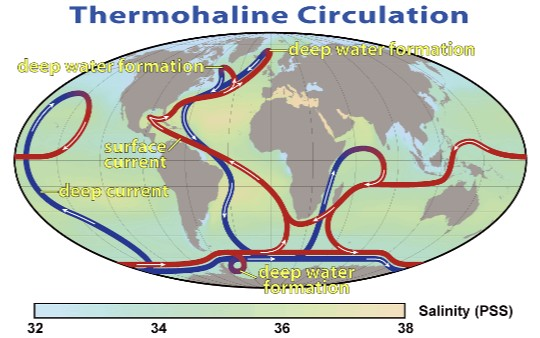 Thermohaline Circulation
deep water formation
deep water formation
surface
current
deep current
deep water
formation
Salinity (PSS)
32
34
36
38